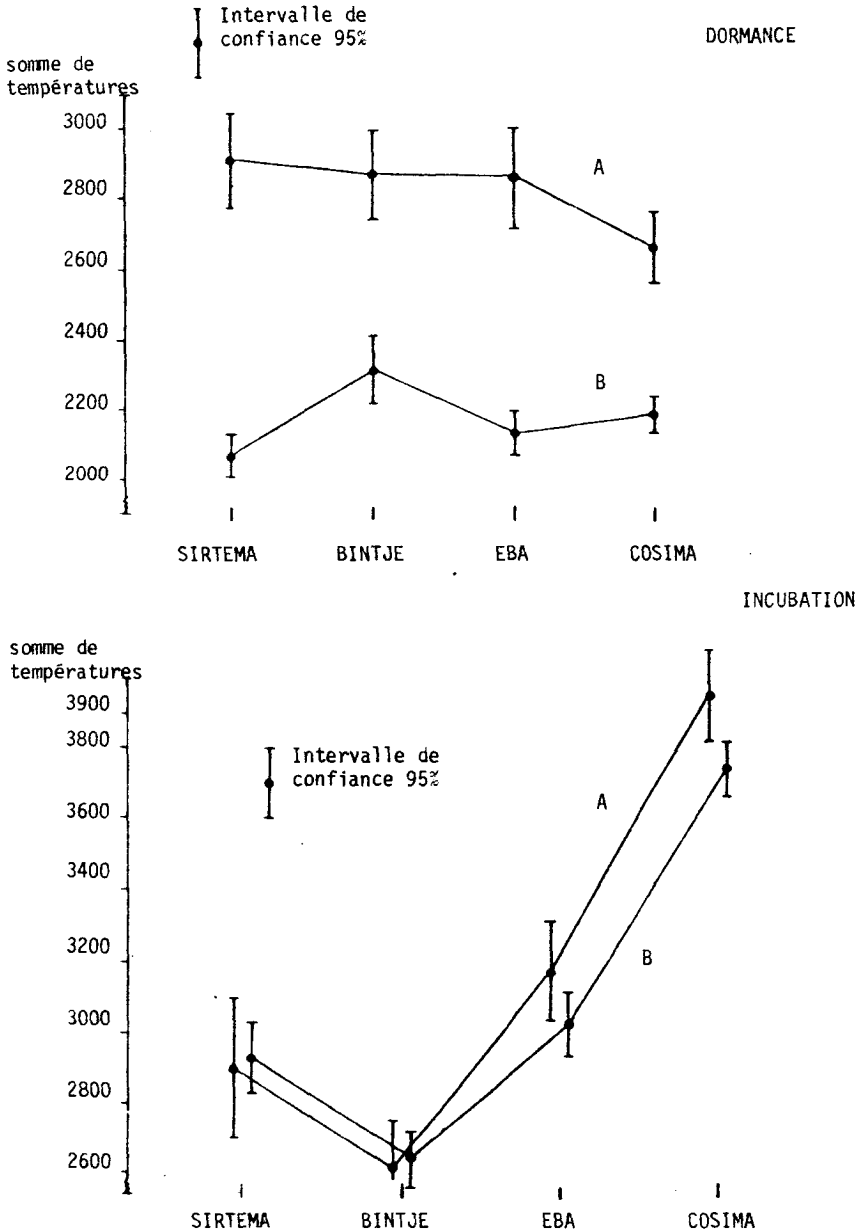 Intervalle de
confiance 95%
DORMANCE
somme de
températures
3000
2800
2600
2400
2200
2000
A
B
SIRTEMA BINTJE EBA COSIMA
INCUBATION
somme de
températures
3900
3800
3600
3400
3200
3000
2800
2600
Intervalle de
confiance 95%
A
B
SIRTEMA BINTJE EBA COSIMA